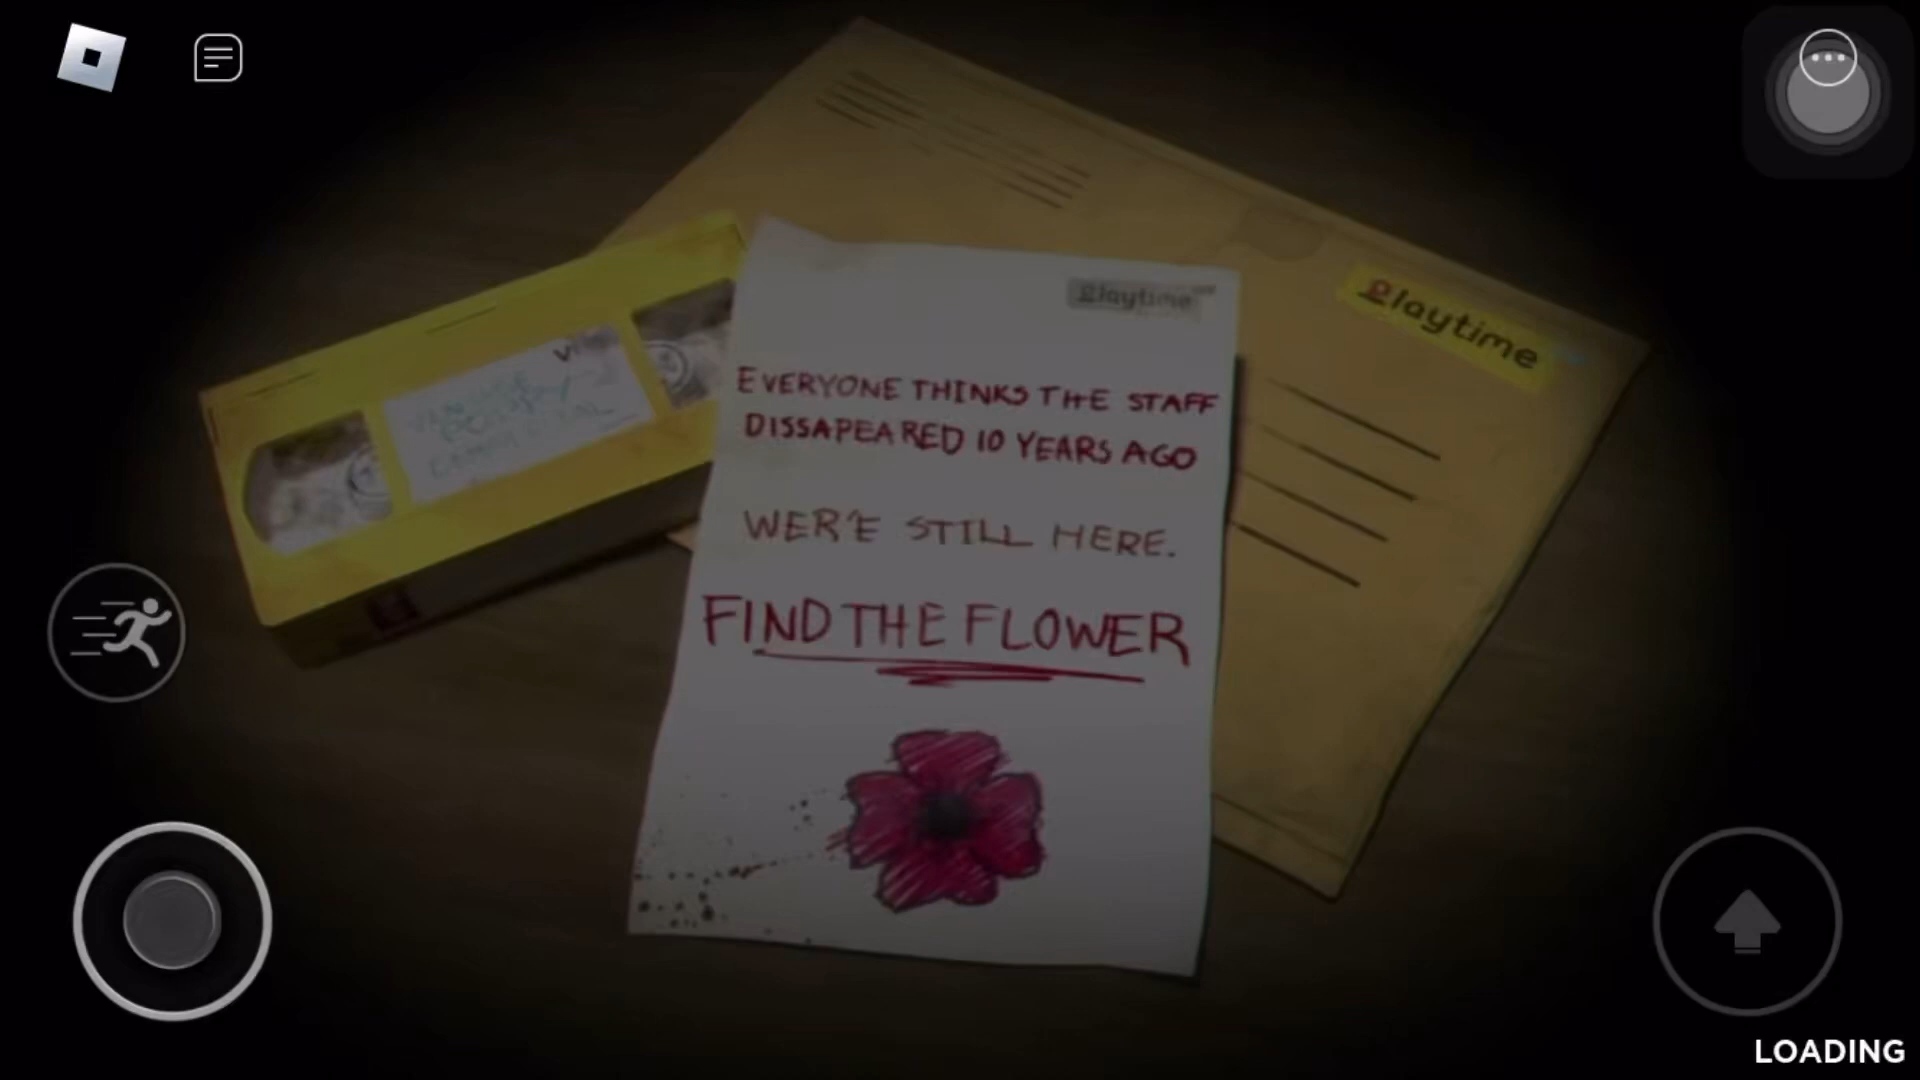 Playtime
Playtime
EVERYONE THINKS THE STAFF
DISSAPEARED 10 YEARS AGO
WER'E STILL HERE.
FIND THE FLOWER
LOADING